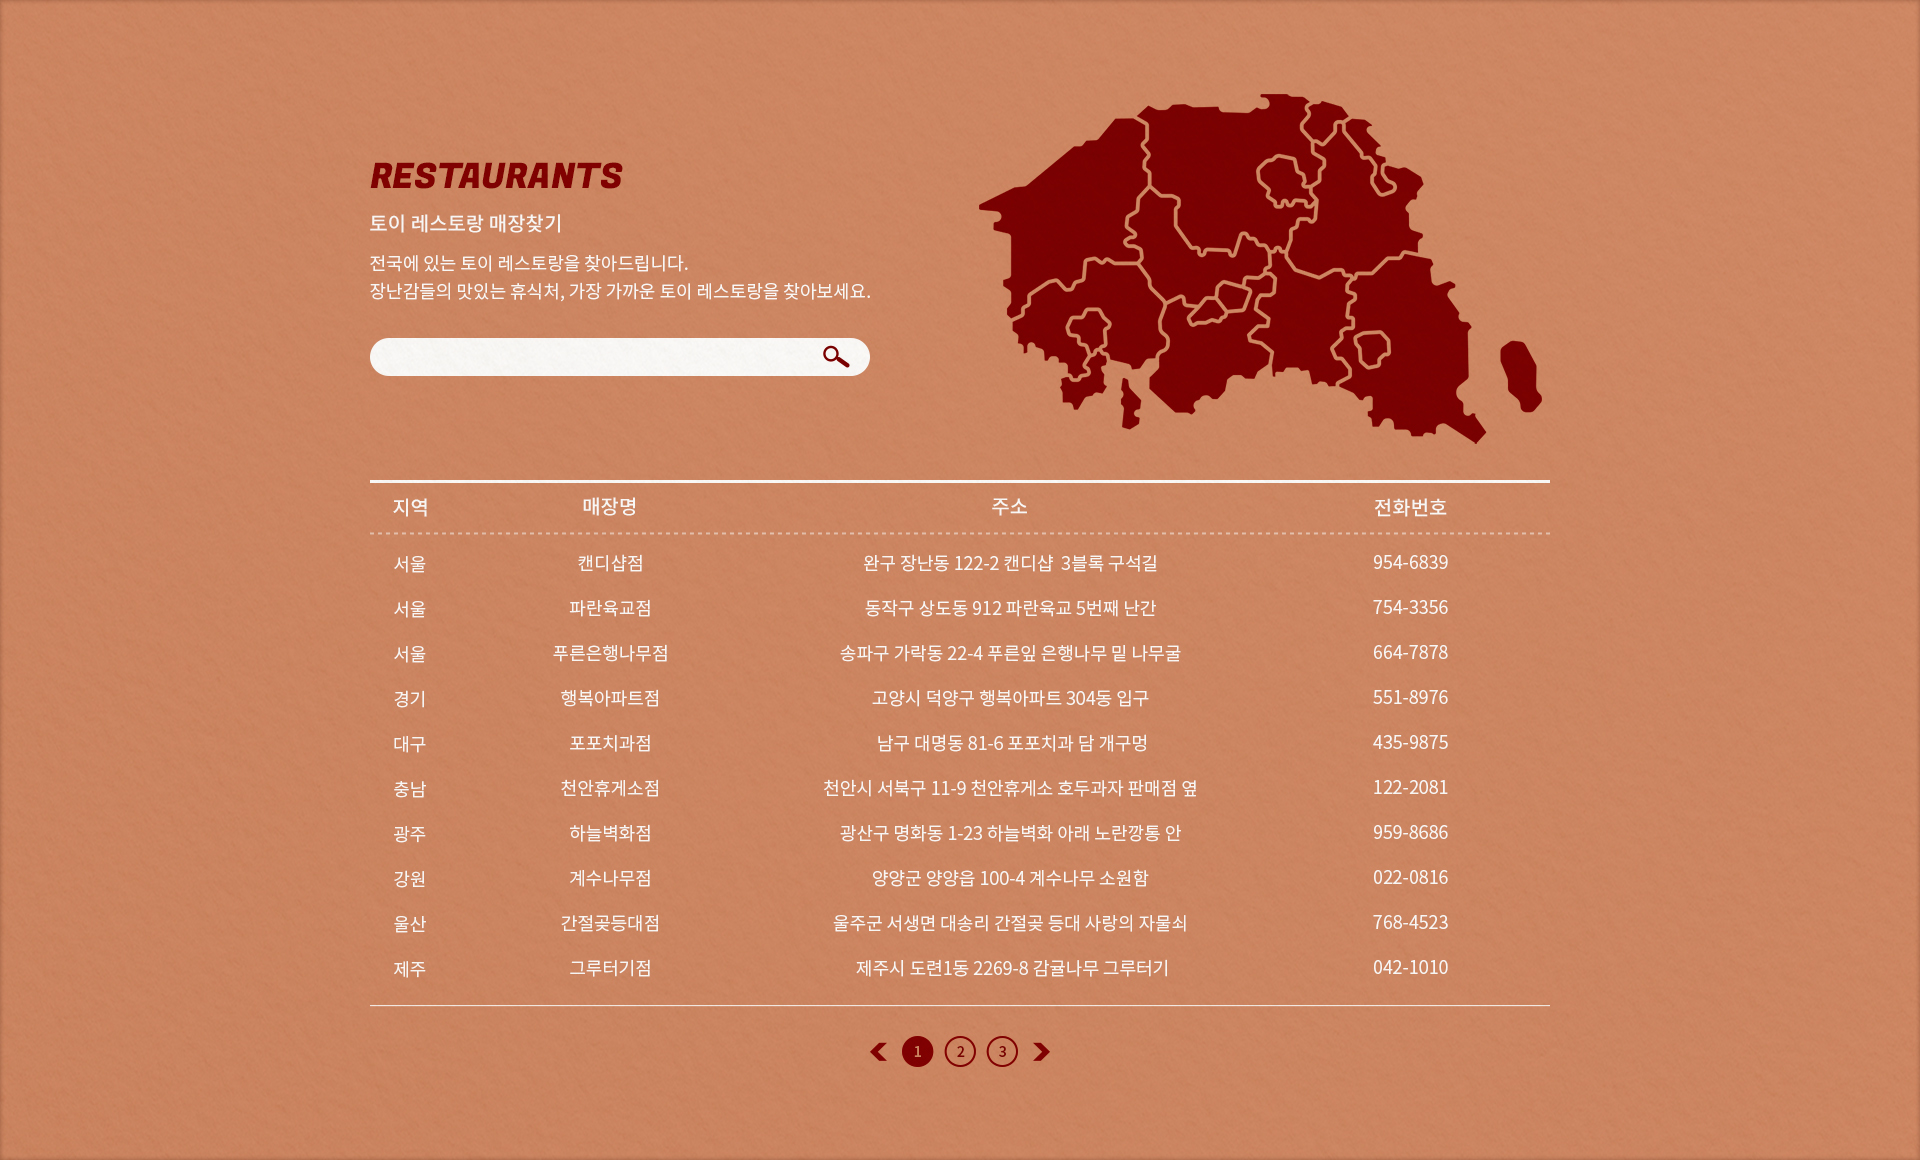 RESTAURANTS
토이 레스토랑 매장찾기
전국에 있는 토이 레스토랑을 찾아드립니다.
장난감들의 맛있는 휴식처, 가장 가까운 토이 레스토랑을 찾아보세요.
지역 매장명 주소 전화번호
서울 캔디샵점 완구 장난동 122-2 캔디샵 3블록 구석길 954-6839
서울 파란육교점 동작구 상도동 912 파란육교 5번째 난간 754-3356
서울 푸른은행나무점 송파구 가락동 22-4 푸른잎 은행나무 밑 나무굴 664-7878
경기 행복아파트점 고양시 덕양구 행복아파트 304동 입구 551-8976
대구 포포치과점 남구 대명동 81-6 포포치과 담 개구멍 435-9875
충남 천안휴게소점 천안시 서북구 11-9 천안휴게소 호두과자 판매점 옆 122-2081
광주 하늘벽화점 광산구 명화동 1-23 하늘벽화 아래 노란깡통 안 959-8686
강원 계수나무점 양양군 양양읍 100-4 계수나무 소원함 022-0816
울산 간절곶등대점 울주군 서생면 대송리 간절곶 등대 사랑의 자물쇠 768-4523
제주 그루터기점 제주시 도련1동 2269-8 감귤나무 그루터기 042-1010
1 2 3